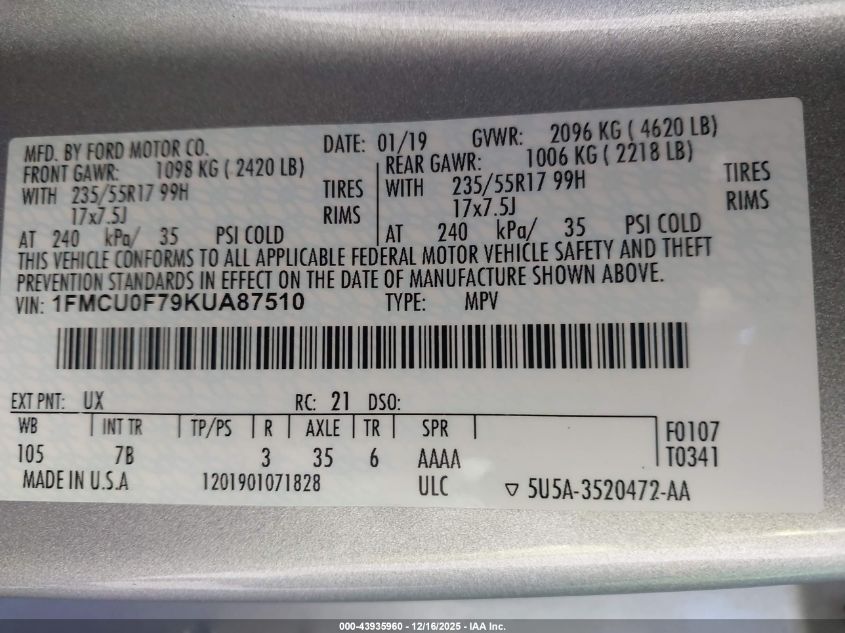 MFD. BY FORD MOTOR CO. DATE: 01/19 GVWR: 2096 KG ( 4620 LB)
FRONT GAWR: 1098 KG ( 2420 LB) REAR GAWR: 1006 KG ( 2218 LB)
WITH 235/55R17 99H TIRES WITH 235/55R17 99H TIRES
17x7.5J RIMS 17x7.5J RIMS
AT 240 kPa/ 35 PSI COLD AT 240 kPa/ 35 PSI COLD
THIS VEHICLE CONFORMS TO ALL APPLICABLE FEDERAL MOTOR VEHICLE SAFETY AND THEFT
PREVENTION STANDARDS IN EFFECT ON THE DATE OF MANUFACTURE SHOWN ABOVE.
VIN: 1FMCU0F79KUA87510 TYPE: MPV
EXT PNT: UX RC: 21 DSO:
WB INT TR TP/PS R AXLE TR SPR F0107
105 7B 3 35 6 AAAA T0341
MADE IN U.S.A 1201901071828 ULC ▽ 5U5A-3520472-AA
000-43935960 - 12/16/2025 - IAA Inc.